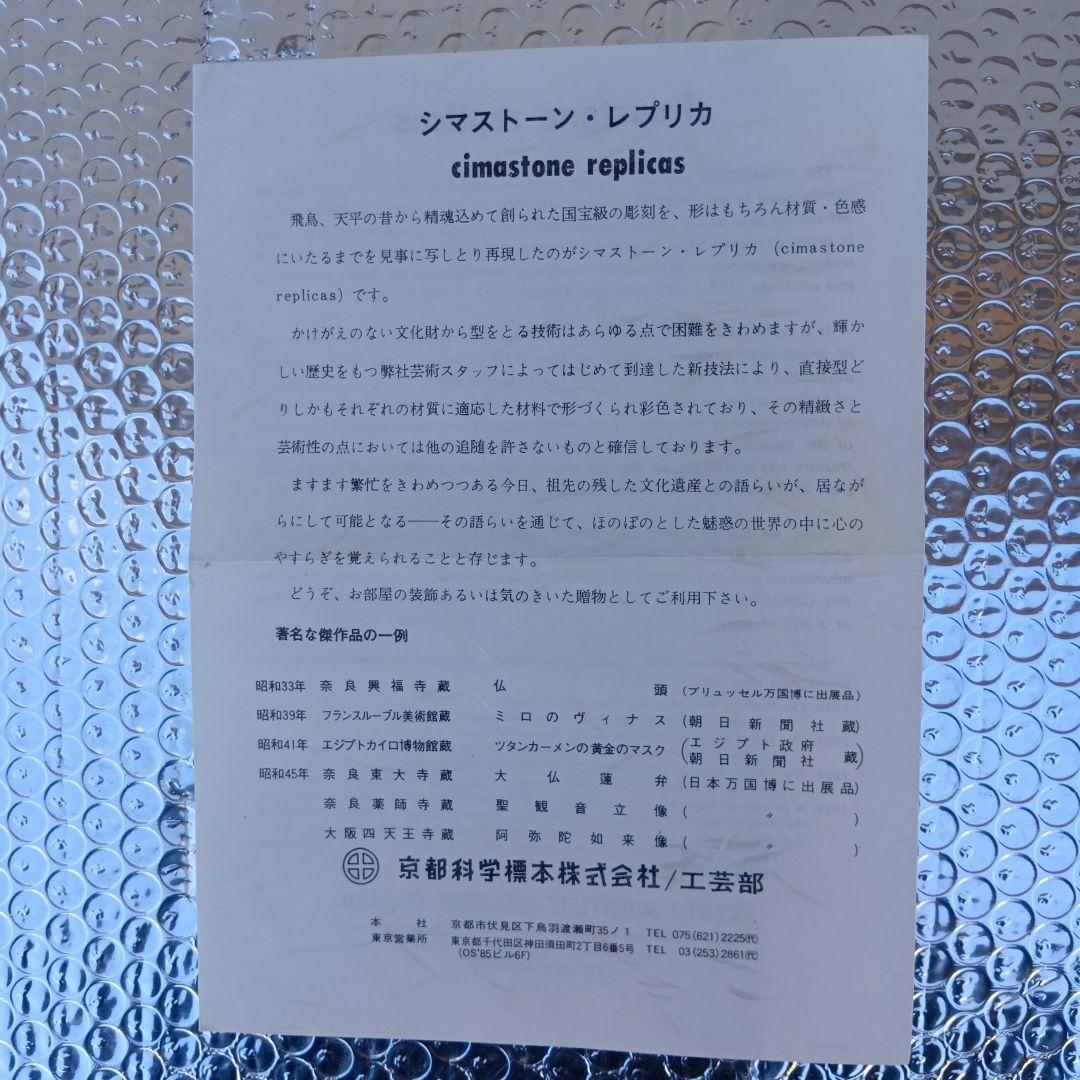 シマストーン・レプリカ
cimastone replicas
飛鳥、天平の昔から精魂込めて創られた国宝級の彫刻を、形はもちろん材質・色感
にいたるまでを見事に写しとり再現したのがシマストーン・レプリカ (cimastone
replicas) です。
かけがえのない文化財から型をとる技術はあらゆる点で困難をきわめますが、輝か
しい歴史をもつ弊社芸術スタッフによってはじめて到達した新技法により、直接型ど
りしかもそれぞれの材質に適応した材料で形づくられ彩色されており、その精緻さと
芸術性の点においては他の追随を許さないものと確信しております。
ますます繁忙をきわめつつある今日、祖先の残した文化遺産との語らいが、居なが
らにして可能となる——その語らいを通じて、ほのぼのとした魅惑の世界の中に心の
やすらぎを覚えられることと存じます。
どうぞ、お部屋の装飾あるいは気のきいた贈物としてご利用下さい。
著名な傑作品の一例
昭和33年 奈良興福寺蔵 仏頭 (ブリュッセル万国博に出展品)
昭和39年 フランスルーブル美術館蔵 ミロのヴィナス (朝日新聞社蔵)
昭和41年 エジプトカイロ博物館蔵 ツタンカーメンの黄金のマスク (エジプト政府 朝日新聞社 蔵)
昭和45年 奈良東大寺蔵 大仏蓮弁 (日本万国博に出展品)
奈良薬師寺蔵 聖観音立像 ( 〃 )
大阪四天王寺蔵 阿弥陀如来像 ( 〃 )
京都科学標本株式会社/工芸部
本社 京都市伏見区下鳥羽渡瀬町35ノ1 TEL 075(621)2225(代)
東京営業所 東京都千代田区神田須田町2丁目6番5号 TEL 03(253)2861(代)
(OS'85ビル6F)